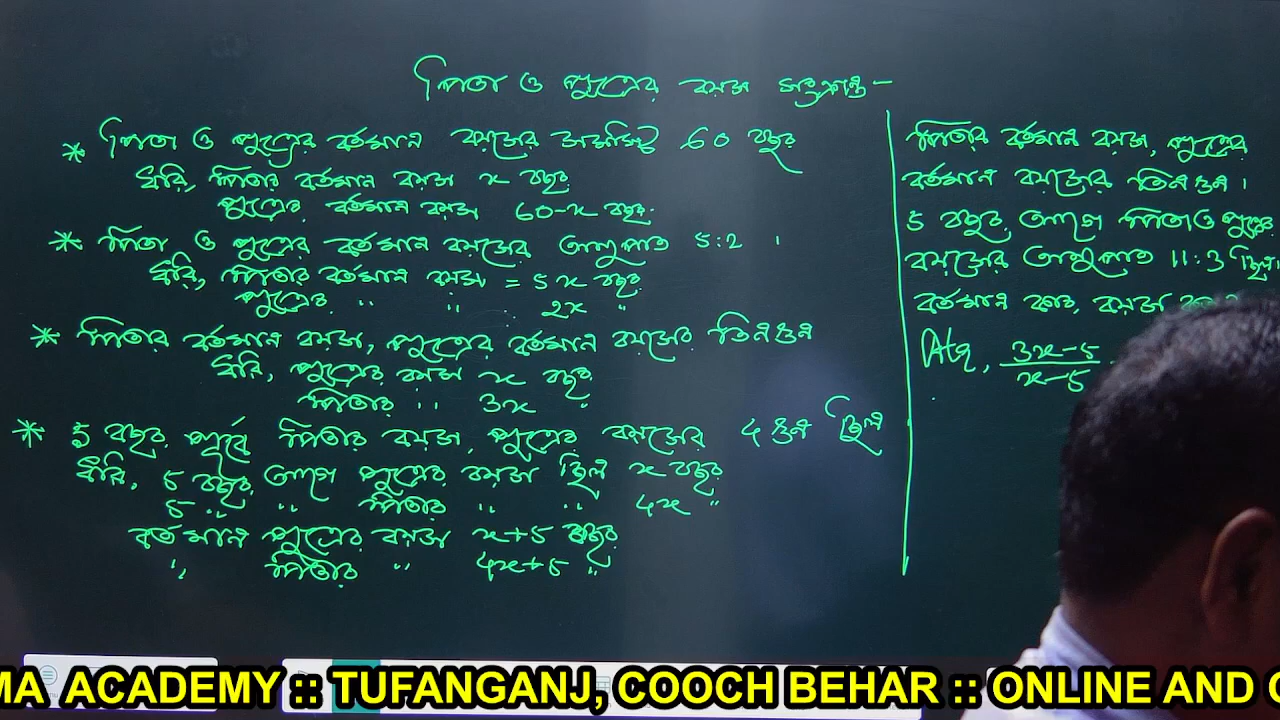 পিতা ও পুত্রের বয়স সংক্রান্ত -
* পিতা ও পুত্রের বর্তমান বয়সের সমষ্টি 60 বছর
ধরি, পিতার বর্তমান বয়স x বছর
পুত্রের বর্তমান বয়স 60-x বছর
* পিতা ও পুত্রের বর্তমান বয়সের অনুপাত 5:2 ।
ধরি, পিতার বর্তমান বয়স = 5x বছর
পুত্রের " " 2x "
* পিতার বর্তমান বয়স, পুত্রের বর্তমান বয়সের তিনগুন
ধরি, পুত্রের বয়স x বছর
পিতার " 3x "
* 5 বছর পূর্বে পিতার বয়স, পুত্রের বয়সের 4 গুন ছিল
ধরি, 5 বছর আগে পুত্রের বয়স ছিল x বছর
5 " " পিতার " " 4x "
বর্তমান পুত্রের বয়স x+5 বছর
" পিতার " 4x+5 "
পিতার বর্তমান বয়স, পুত্রের
বর্তমান বয়সের তিনগুন ।
5 বছর আগে পিতা ও পুত্রের
বয়সের অনুপাত 11:3 ছিল।
বর্তমান কার বয়স
Atq, 3x-5
x-5
MA ACADEMY :: TUFANGANJ, COOCH BEHAR :: ONLINE AND